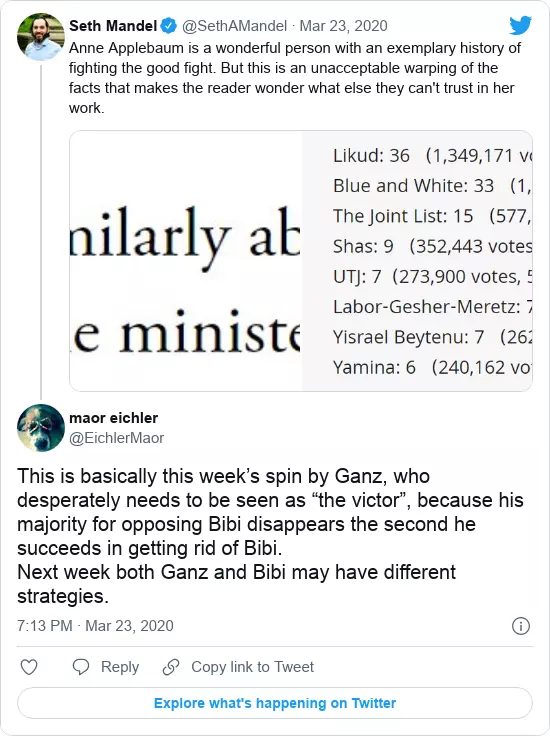 Seth Mandel @SethAMandel · Mar 23, 2020
Anne Applebaum is a wonderful person with an exemplary history of
fighting the good fight. But this is an unacceptable warping of the
facts that makes the reader wonder what else they can't trust in her
work.
Likud: 36 (1,349,171 vo
Blue and White: 33 (1,
milarly ab
The Joint List: 15 (577,
Shas: 9 (352,443 votes
UTJ: 7 (273,900 votes, 5
e ministe
Labor-Gesher-Meretz: 7
Yisrael Beytenu: 7 (262
Yamina: 6 (240,162 vo
maor eichler
@EichlerMaor
This is basically this week's spin by Ganz, who
desperately needs to be seen as “the victor”, because his
majority for opposing Bibi disappears the second he
succeeds in getting rid of Bibi.
Next week both Ganz and Bibi may have different
strategies.
7:13 PM · Mar 23, 2020
Reply Copy link to Tweet
Explore what's happening on Twitter